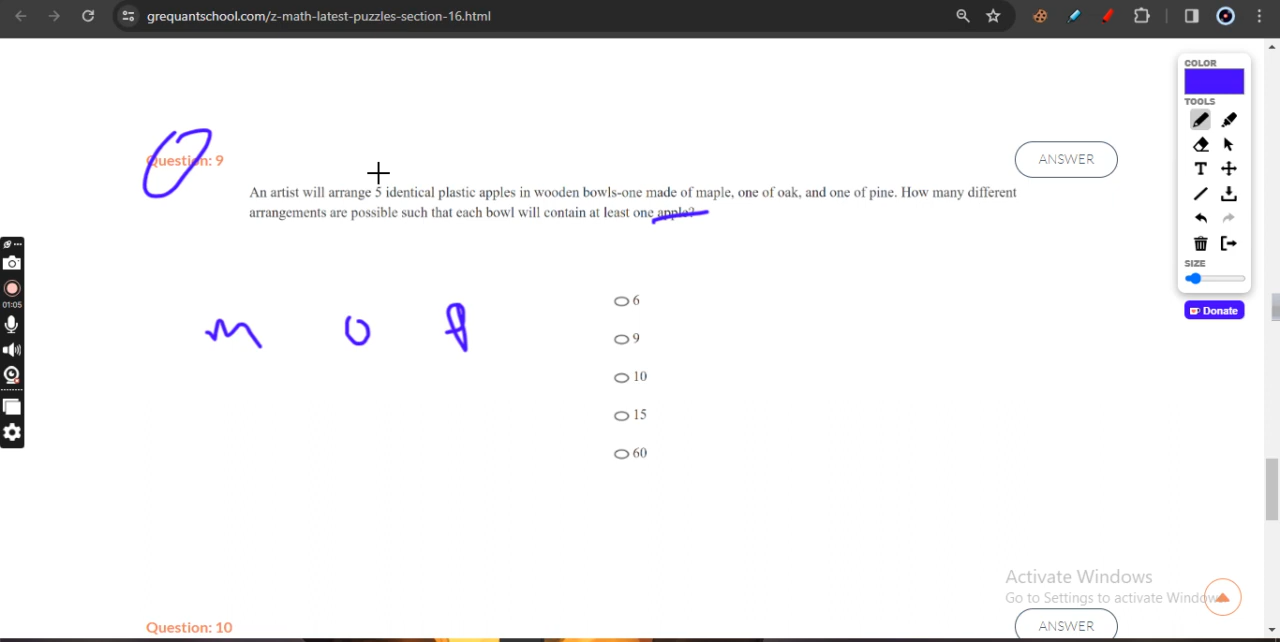 grequantschool.com/z-math-latest-puzzles-section-16.html
COLOR
TOOLS
T
SIZE
Donate
01:05
Question: 9
ANSWER
An artist will arrange 5 identical plastic apples in wooden bowls-one made of maple, one of oak, and one of pine. How many different
arrangements are possible such that each bowl will contain at least one apple?
m o p
6
9
10
15
60
Activate Windows
Go to Settings to activate Windows
Question: 10
ANSWER